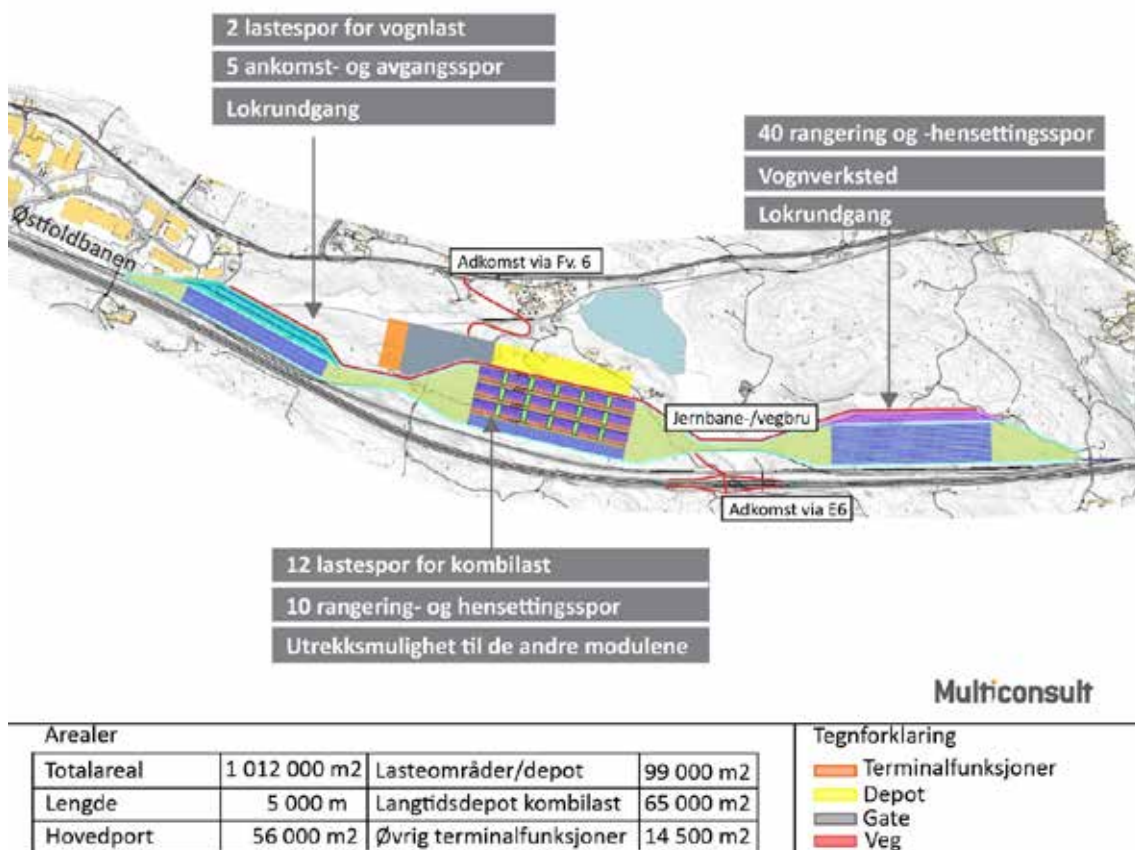 2 lastespor for vognlast
5 ankomst- og avgangsspor
Lokrundgang
40 rangering og -hensettingsspor
Vognverksted
Lokrundgang
Østfoldbanen
Adkomst via Fv. 6
Jernbane-/vegbru
Adkomst via E6
12 lastespor for kombilast
10 rangering- og hensettingsspor
Utrekksmulighet til de andre modulene
Multiconsult
Arealer
Totalareal 1 012 000 m2 Lasteområder/depot 99 000 m2
Lengde 5 000 m Langtidsdepot kombilast 65 000 m2
Hovedport 56 000 m2 Øvrig terminalfunksjoner 14 500 m2
Tegnforklaring
Terminalfunksjoner
Depot
Gate
Veg